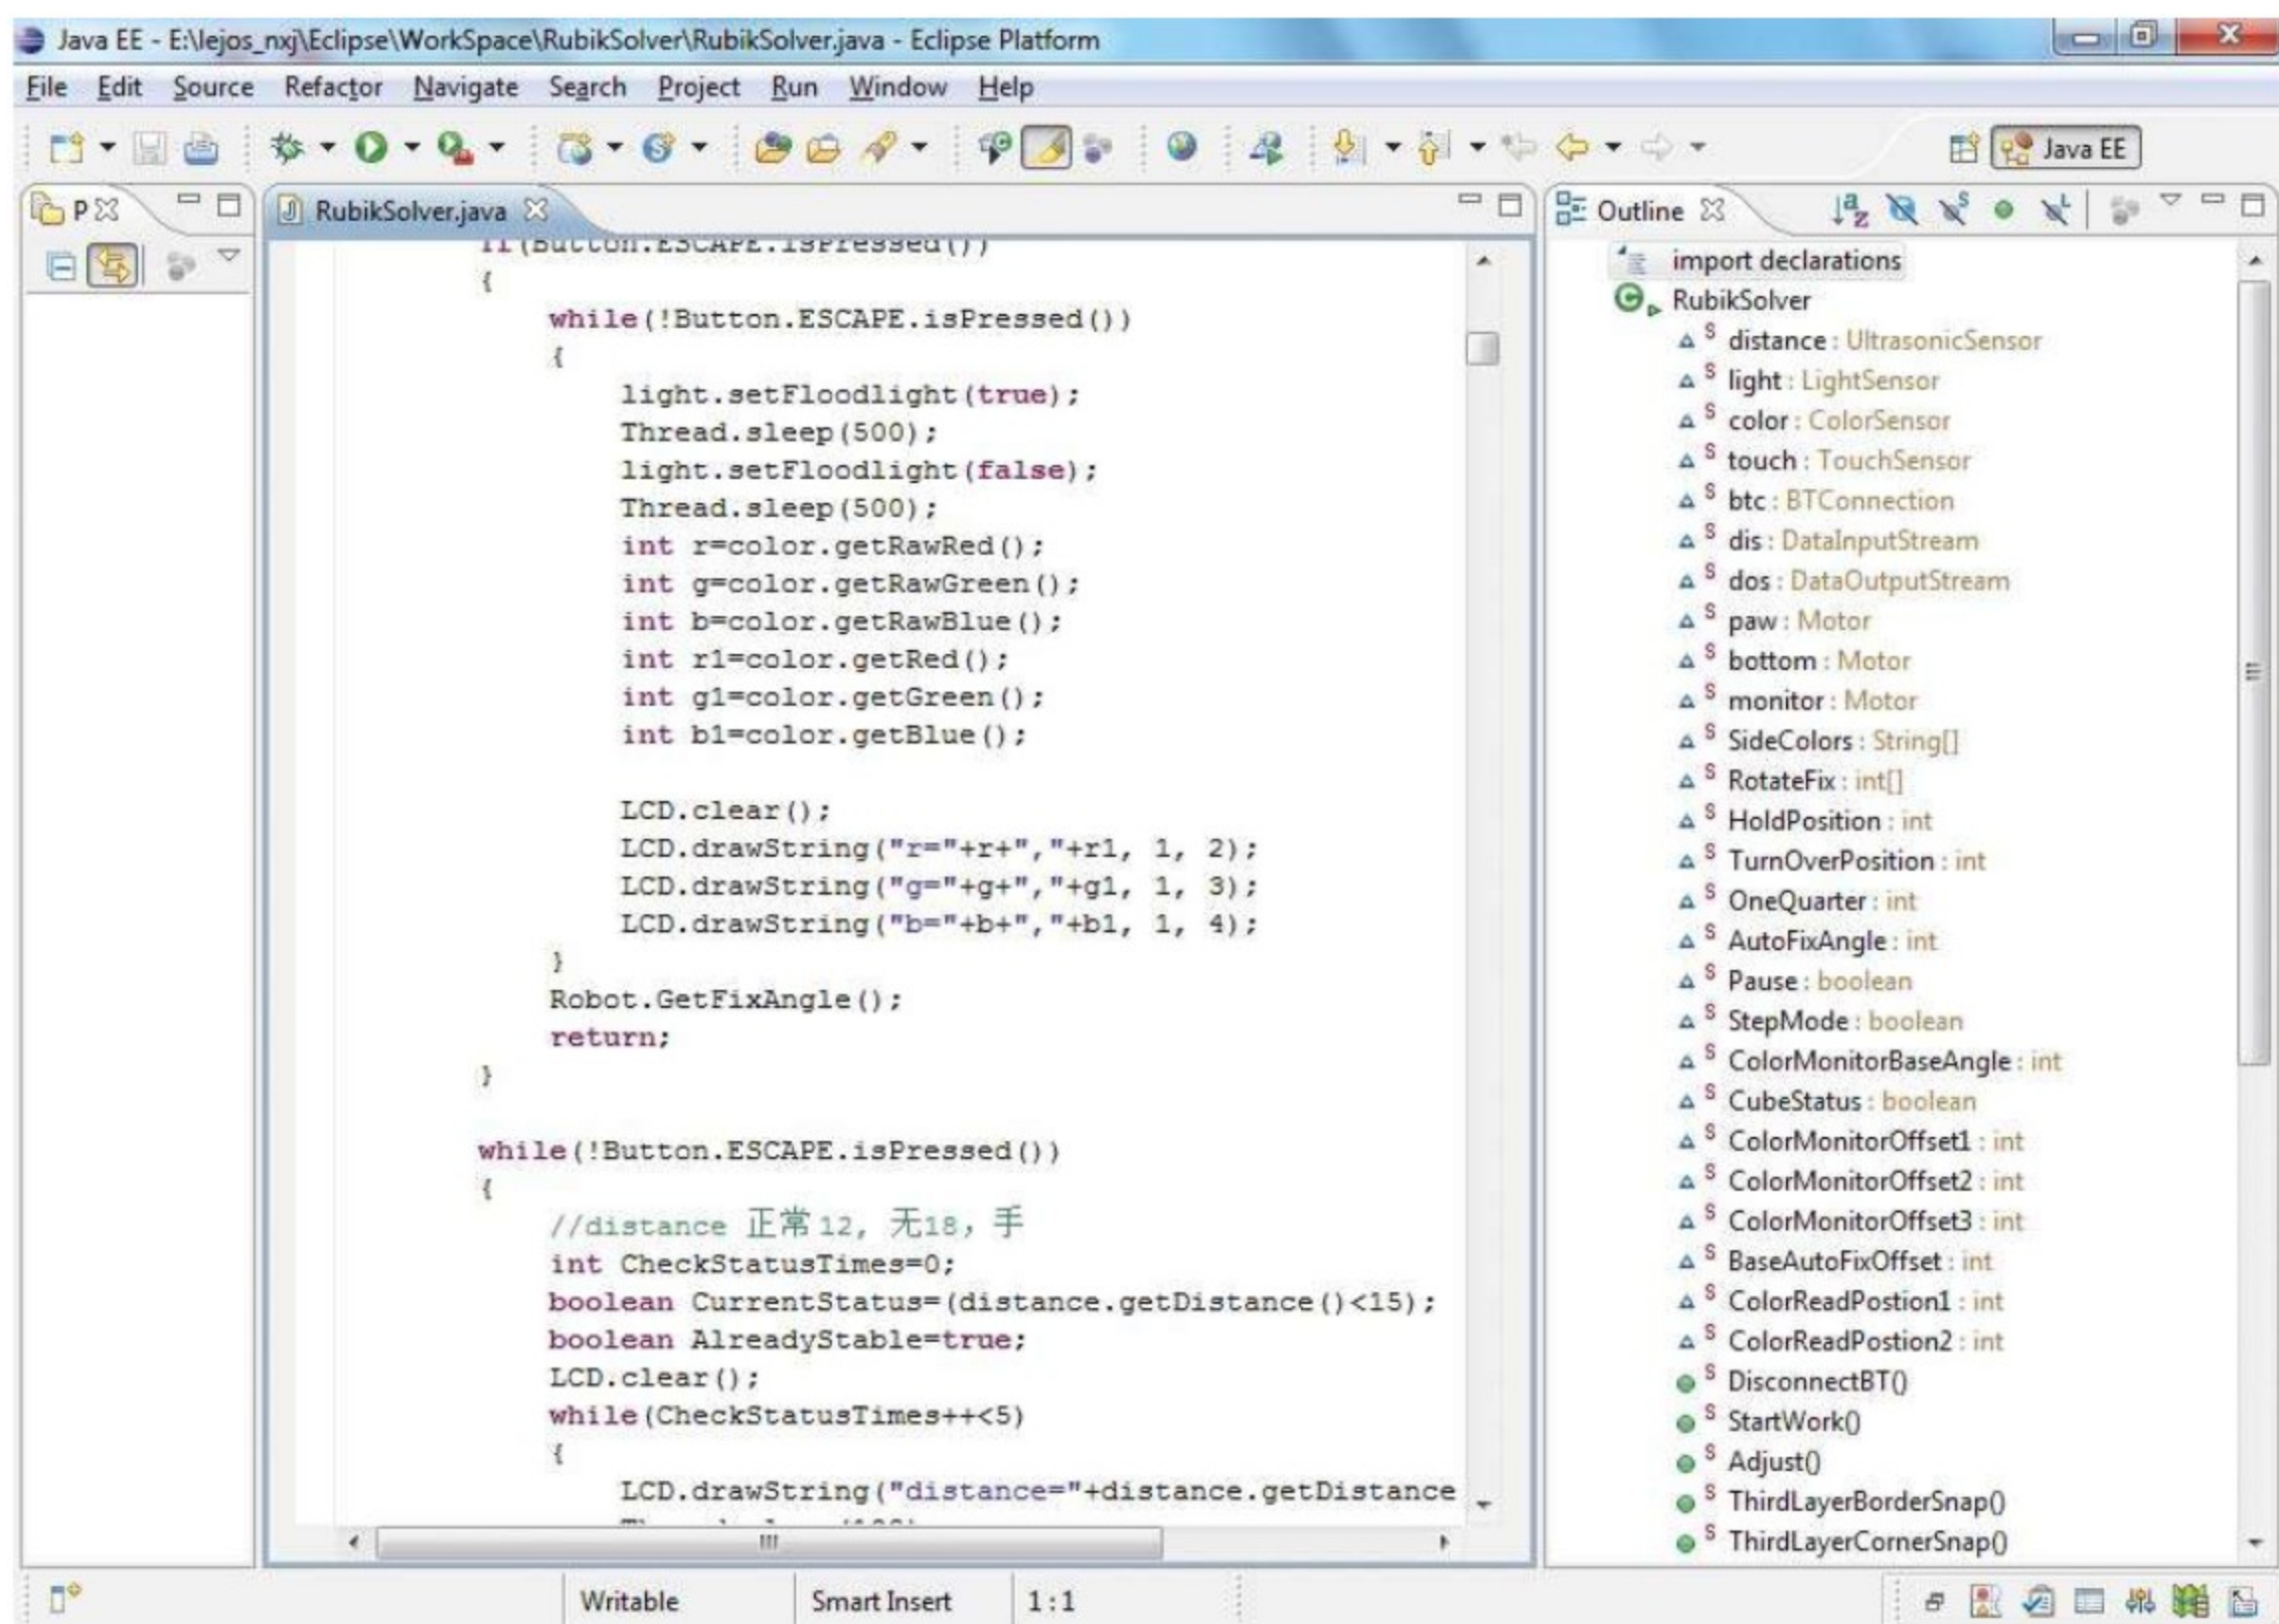 Java EE - E:\lejos_nxj\Eclipse\WorkSpace\RubikSolver\RubikSolver.java - Eclipse Platform
File Edit Source Refactor Navigate Search Project Run Window Help
Java EE
P
RubikSolver.java
if(Button.ESCAPE.isPressed())
{
while(!Button.ESCAPE.isPressed())
{
light.setFloodlight(true);
Thread.sleep(500);
light.setFloodlight(false);
Thread.sleep(500);
int r=color.getRawRed();
int g=color.getRawGreen();
int b=color.getRawBlue();
int r1=color.getRed();
int g1=color.getGreen();
int b1=color.getBlue();
LCD.clear();
LCD.drawString("r="+r+","+r1, 1, 2);
LCD.drawString("g="+g+","+g1, 1, 3);
LCD.drawString("b="+b+","+b1, 1, 4);
}
Robot.GetFixAngle();
return;
}
while(!Button.ESCAPE.isPressed())
{
//distance 正常12, 无18, 手
int CheckStatusTimes=0;
boolean CurrentStatus=(distance.getDistance()<15);
boolean AlreadyStable=true;
LCD.clear();
while(CheckStatusTimes++<5)
{
LCD.drawString("distance="+distance.getDistance
Outline
import declarations
RubikSolver
distance : UltrasonicSensor
light : LightSensor
color : ColorSensor
touch : TouchSensor
btc : BTConnection
dis : DataInputStream
dos : DataOutputStream
paw : Motor
bottom : Motor
monitor : Motor
SideColors : String[]
RotateFix : int[]
HoldPosition : int
TurnOverPosition : int
OneQuarter : int
AutoFixAngle : int
Pause : boolean
StepMode : boolean
ColorMonitorBaseAngle : int
CubeStatus : boolean
ColorMonitorOffset1 : int
ColorMonitorOffset2 : int
ColorMonitorOffset3 : int
BaseAutoFixOffset : int
ColorReadPostion1 : int
ColorReadPostion2 : int
DisconnectBT()
StartWork()
Adjust()
ThirdLayerBorderSnap()
ThirdLayerCornerSnap()
Writable Smart Insert 1:1